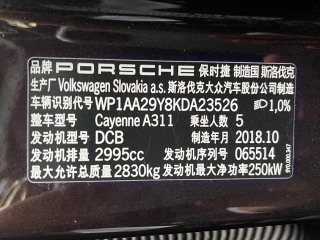 品牌 PORSCHE 保时捷 制造国 斯洛伐克
生产厂 Volkswagen Slovakia a.s. 斯洛伐克大众汽车股份公司制造
车辆识别代号 WP1AA29Y8KDA23526 1,0%
整车型号 Cayenne A311 乘坐人数 5
发动机型号 DCB 制造年月 2018.10
发动机排量 2995cc 发动机序列号 065514
最大允许总质量 2830kg 发动机最大净功率 250kW
9Y0.000.347